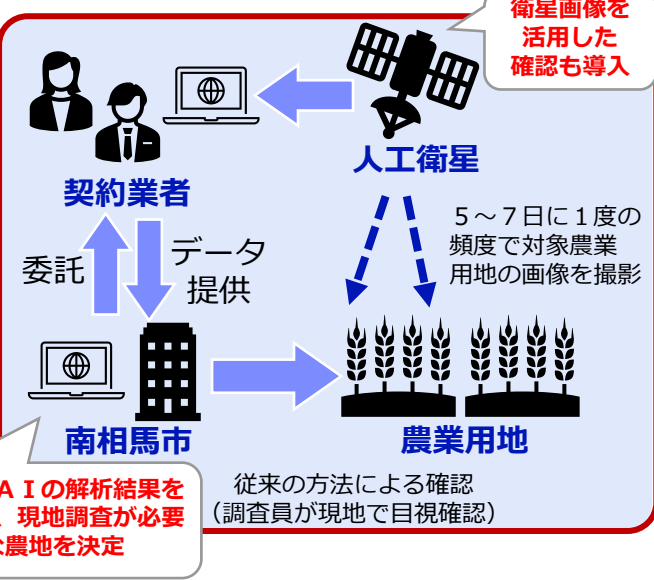 衛星画像を
活用した
確認も導入
人工衛星
契約業者
５～７日に１度の
頻度で対象農業
用地の画像を撮影
委託
データ
提供
南相馬市
農業用地
従来の方法による確認
（調査員が現地で目視確認）
ＡＩの解析結果を
、現地調査が必要
な農地を決定